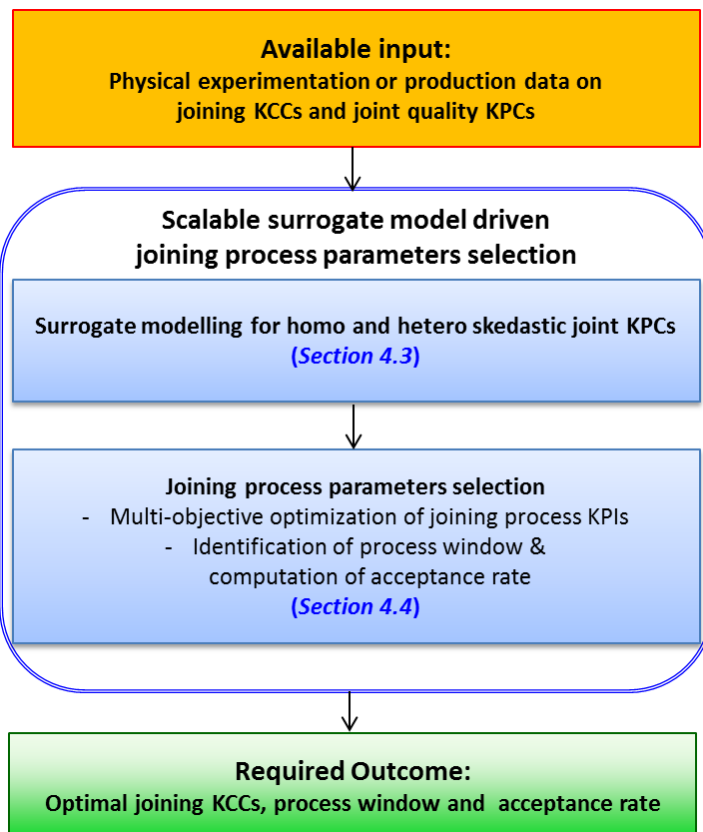 Available input:
Physical experimentation or production data on
joining KCCs and joint quality KPCs
Scalable surrogate model driven
joining process parameters selection
Surrogate modelling for homo and hetero skedastic joint KPCs
(Section 4.3)
Joining process parameters selection
- Multi-objective optimization of joining process KPIs
- Identification of process window &
computation of acceptance rate
(Section 4.4)
Required Outcome:
Optimal joining KCCs, process window and acceptance rate